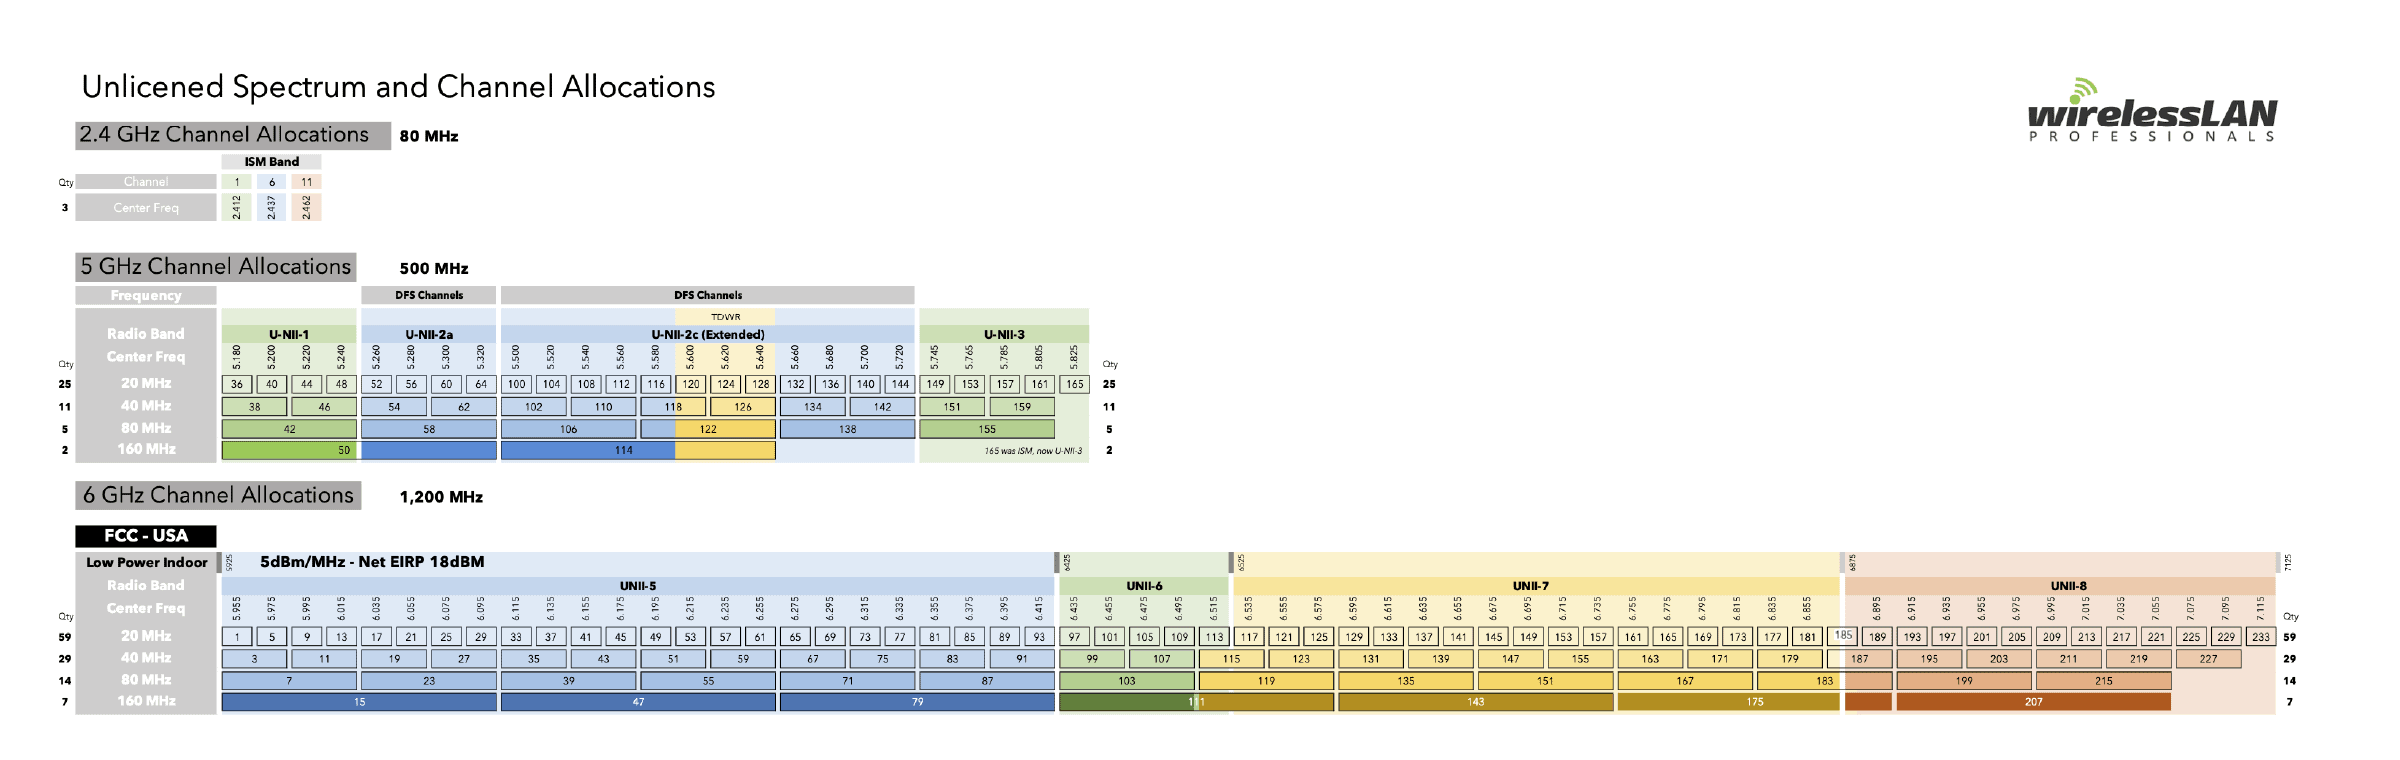 Unlicened Spectrum and Channel Allocations
wirelessLAN
PROFESSIONALS
2.4 GHz Channel Allocations 80 MHz
ISM Band
Qty Channel 1 6 11
3 Center Freq 2.412 2.437 2.462
5 GHz Channel Allocations 500 MHz
Frequency DFS Channels DFS Channels
TDWR
Radio Band U-NII-1 U-NII-2a U-NII-2c (Extended) U-NII-3
Qty Center Freq 5.180 5.200 5.220 5.240 5.260 5.280 5.300 5.320 5.500 5.520 5.540 5.560 5.580 5.600 5.620 5.640 5.660 5.680 5.700 5.720 5.745 5.765 5.785 5.805 5.825 Qty
25 20 MHz 36 40 44 48 52 56 60 64 100 104 108 112 116 120 124 128 132 136 140 144 149 153 157 161 165 25
11 40 MHz 38 46 54 62 102 110 118 126 134 142 151 159 11
5 80 MHz 42 58 106 122 138 155 5
2 160 MHz 50 114 165 was ISM, now U-NII-3 2
6 GHz Channel Allocations 1,200 MHz
FCC - USA
Low Power Indoor 5925 5dBm/MHz - Net EIRP 18dBM 6425 6525 6875 7125
Radio Band UNII-5 UNII-6 UNII-7 UNII-8
Qty Center Freq 5.955 5.975 5.995 6.015 6.035 6.055 6.075 6.095 6.115 6.135 6.155 6.175 6.195 6.215 6.235 6.255 6.275 6.295 6.315 6.335 6.355 6.375 6.395 6.415 6.435 6.455 6.475 6.495 6.515 6.535 6.555 6.575 6.595 6.615 6.635 6.655 6.675 6.695 6.715 6.735 6.755 6.775 6.795 6.815 6.835 6.855 6.895 6.915 6.935 6.955 6.975 6.995 7.015 7.035 7.055 7.075 7.095 7.115 Qty
59 20 MHz 1 5 9 13 17 21 25 29 33 37 41 45 49 53 57 61 65 69 73 77 81 85 89 93 97 101 105 109 113 117 121 125 129 133 137 141 145 149 153 157 161 165 169 173 177 181 185 189 193 197 201 205 209 213 217 221 225 229 233 59
29 40 MHz 3 11 19 27 35 43 51 59 67 75 83 91 99 107 115 123 131 139 147 155 163 171 179 187 195 203 211 219 227 29
14 80 MHz 7 23 39 55 71 87 103 119 135 151 167 183 199 215 14
7 160 MHz 15 47 79 111 143 175 207 7